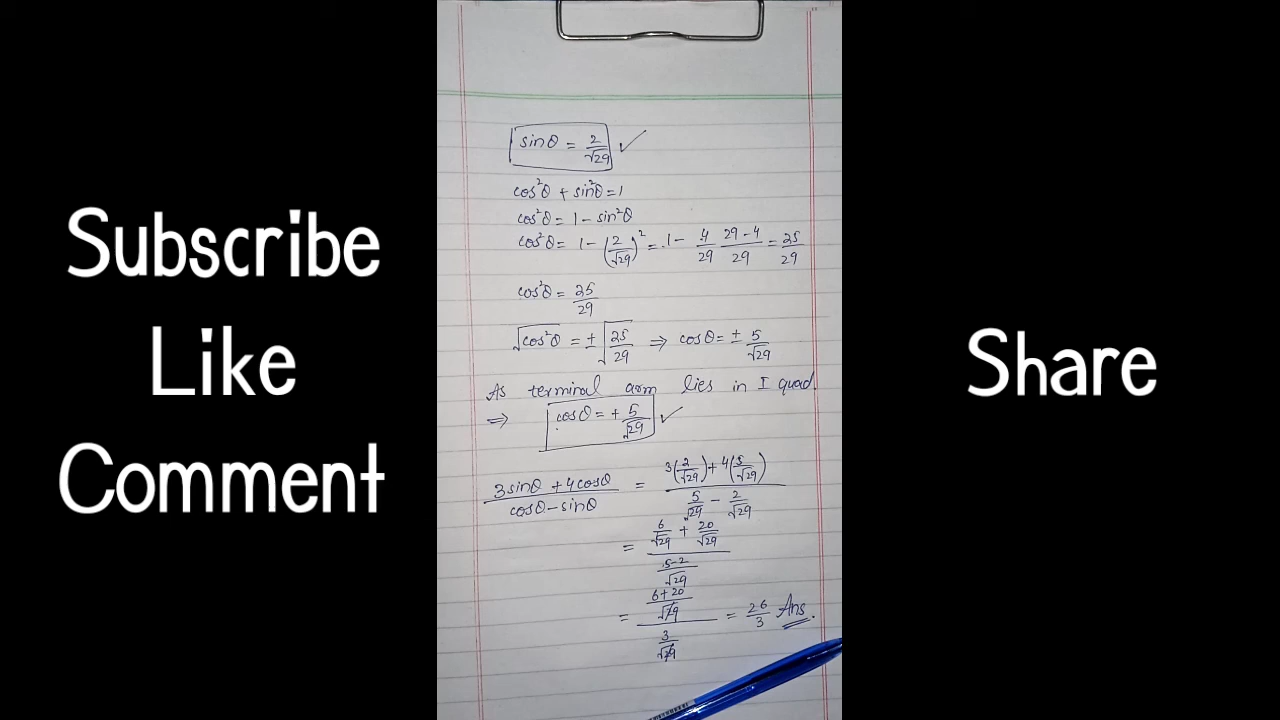 Subscribe
Like
Comment
sinθ = 2/√29 ✓
cos²θ + sin²θ = 1
cos²θ = 1 - sin²θ
cos²θ = 1 - (2/√29)² = 1 - 4/29 29-4/29 = 25/29
cos²θ = 25/29
√cos²θ = ± √25/29 ⇒ cosθ = ± 5/√29
As terminal arm lies in I quad.
⇒ cosθ = + 5/√29 ✓
3sinθ + 4cosθ / cosθ - sinθ = 3(2/√29) + 4(5/√29) / 5/√29 - 2/√29
= 6/√29 + 20/√29 / 5-2/√29
= 6+20/√29 / 3/√29 = 26/3 Ans.
Share